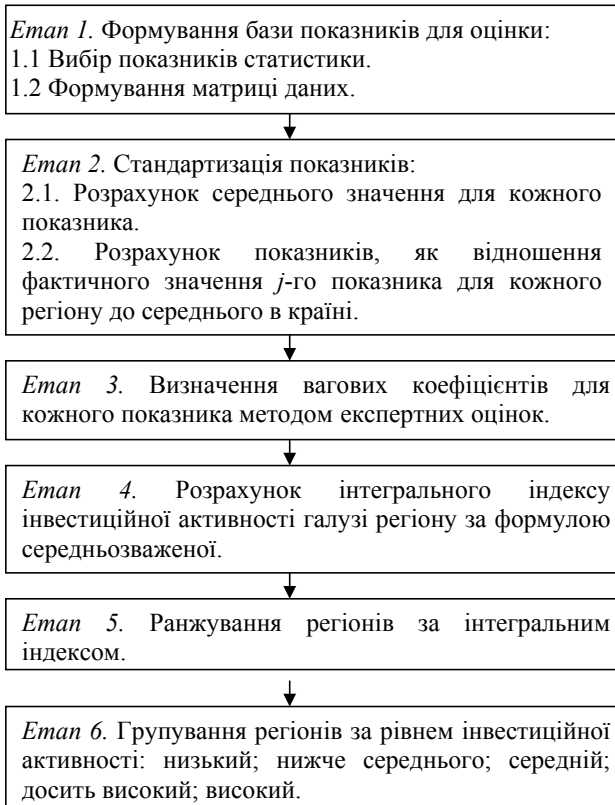 Етап 1. Формування бази показників для оцінки:
1.1 Вибір показників статистики.
1.2 Формування матриці даних.
Етап 2. Стандартизація показників:
2.1. Розрахунок середнього значення для кожного
показника.
2.2. Розрахунок показників, як відношення
фактичного значення j-го показника для кожного
регіону до середнього в країні.
Етап 3. Визначення вагових коефіцієнтів для
кожного показника методом експертних оцінок.
Етап 4. Розрахунок інтегрального індексу
інвестиційної активності галузі регіону за формулою
середньозваженої.
Етап 5. Ранжування регіонів за інтегральним
індексом.
Етап 6. Групування регіонів за рівнем інвестиційної
активності: низький; нижче середнього; середній;
досить високий; високий.